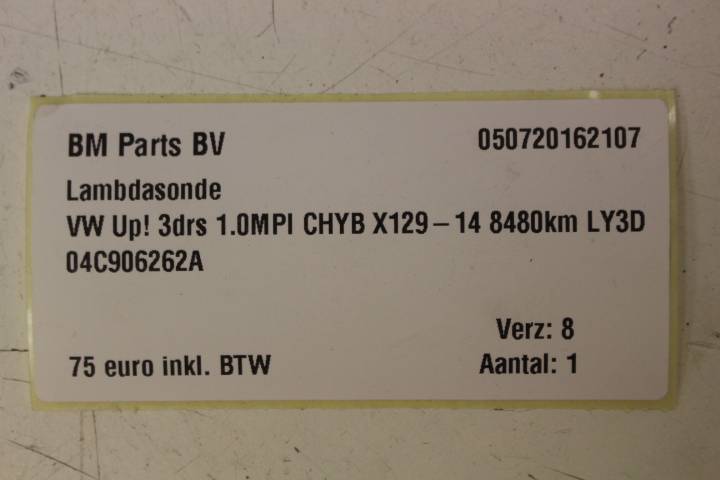 BM Parts BV 050720162107
Lambdasonde
VW Up! 3drs 1.0MPI CHYB X129 – 14 8480km LY3D
04C906262A
Verz: 8
75 euro inkl. BTW Aantal: 1